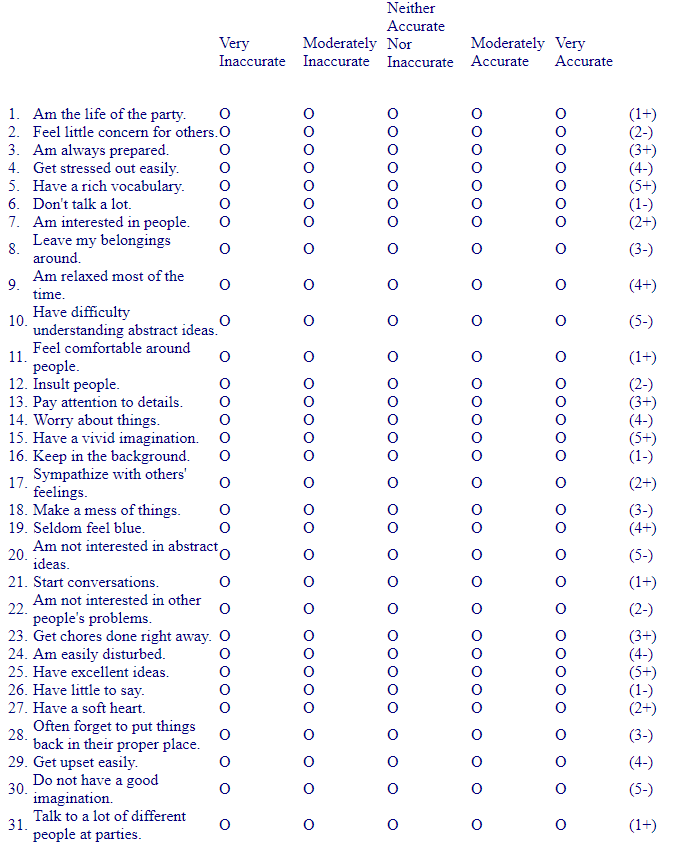 Neither
Accurate
Very Moderately Nor Moderately Very
Inaccurate Inaccurate Inaccurate Accurate Accurate
1. Am the life of the party. O O O O O (1+)
2. Feel little concern for others. O O O O O (2-)
3. Am always prepared. O O O O O (3+)
4. Get stressed out easily. O O O O O (4-)
5. Have a rich vocabulary. O O O O O (5+)
6. Don't talk a lot. O O O O O (1-)
7. Am interested in people. O O O O O (2+)
8. Leave my belongings
around. O O O O O (3-)
9. Am relaxed most of the
time. O O O O O (4+)
10. Have difficulty
understanding abstract ideas. O O O O O (5-)
11. Feel comfortable around
people. O O O O O (1+)
12. Insult people. O O O O O (2-)
13. Pay attention to details. O O O O O (3+)
14. Worry about things. O O O O O (4-)
15. Have a vivid imagination. O O O O O (5+)
16. Keep in the background. O O O O O (1-)
17. Sympathize with others'
feelings. O O O O O (2+)
18. Make a mess of things. O O O O O (3-)
19. Seldom feel blue. O O O O O (4+)
20. Am not interested in abstract
ideas. O O O O O (5-)
21. Start conversations. O O O O O (1+)
22. Am not interested in other
people's problems. O O O O O (2-)
23. Get chores done right away. O O O O O (3+)
24. Am easily disturbed. O O O O O (4-)
25. Have excellent ideas. O O O O O (5+)
26. Have little to say. O O O O O (1-)
27. Have a soft heart. O O O O O (2+)
28. Often forget to put things
back in their proper place. O O O O O (3-)
29. Get upset easily. O O O O O (4-)
30. Do not have a good
imagination. O O O O O (5-)
31. Talk to a lot of different
people at parties. O O O O O (1+)